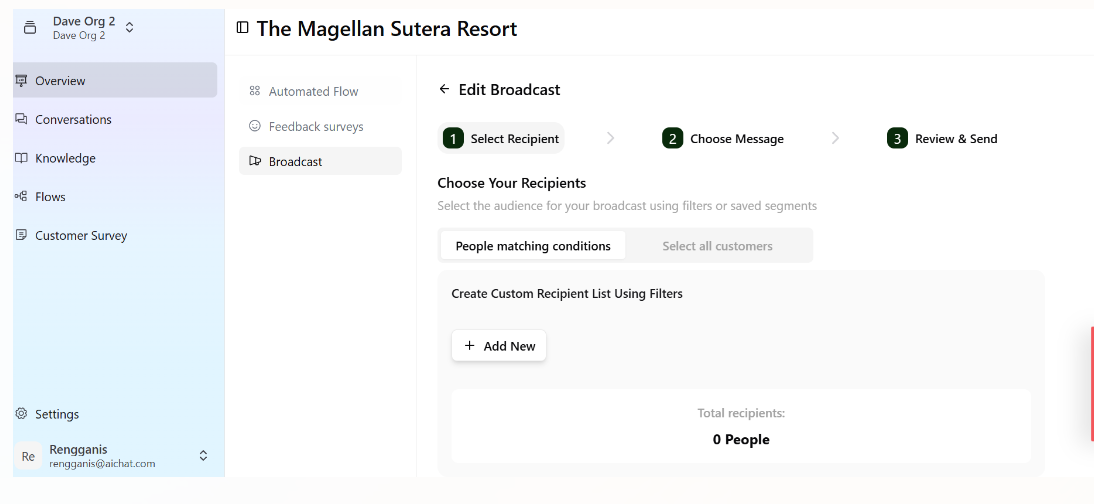 Dave Org 2
Dave Org 2
Overview
Conversations
Knowledge
Flows
Customer Survey
Settings
Re
Rengganis
rengganis@aichat.com
The Magellan Sutera Resort
Automated Flow
Feedback surveys
Broadcast
Edit Broadcast
1 Select Recipient
2 Choose Message
3 Review & Send
Choose Your Recipients
Select the audience for your broadcast using filters or saved segments
People matching conditions
Select all customers
Create Custom Recipient List Using Filters
+ Add New
Total recipients:
0 People